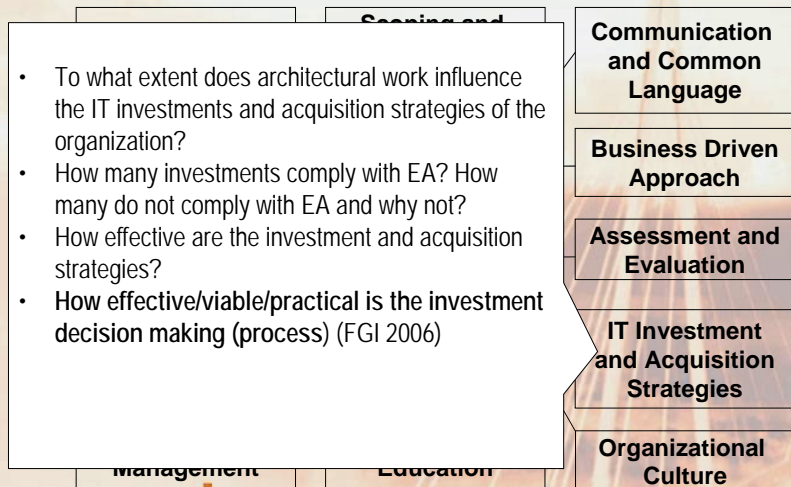 • To what extent does architectural work influence
the IT investments and acquisition strategies of the
organization?
• How many investments comply with EA? How
many do not comply with EA and why not?
• How effective are the investment and acquisition
strategies?
• How effective/viable/practical is the investment
decision making (process) (FGI 2006)
Scoping and
Communication
and Common
Language
Business Driven
Approach
Assessment and
Evaluation
IT Investment
and Acquisition
Strategies
Organizational
Culture
Management
Education